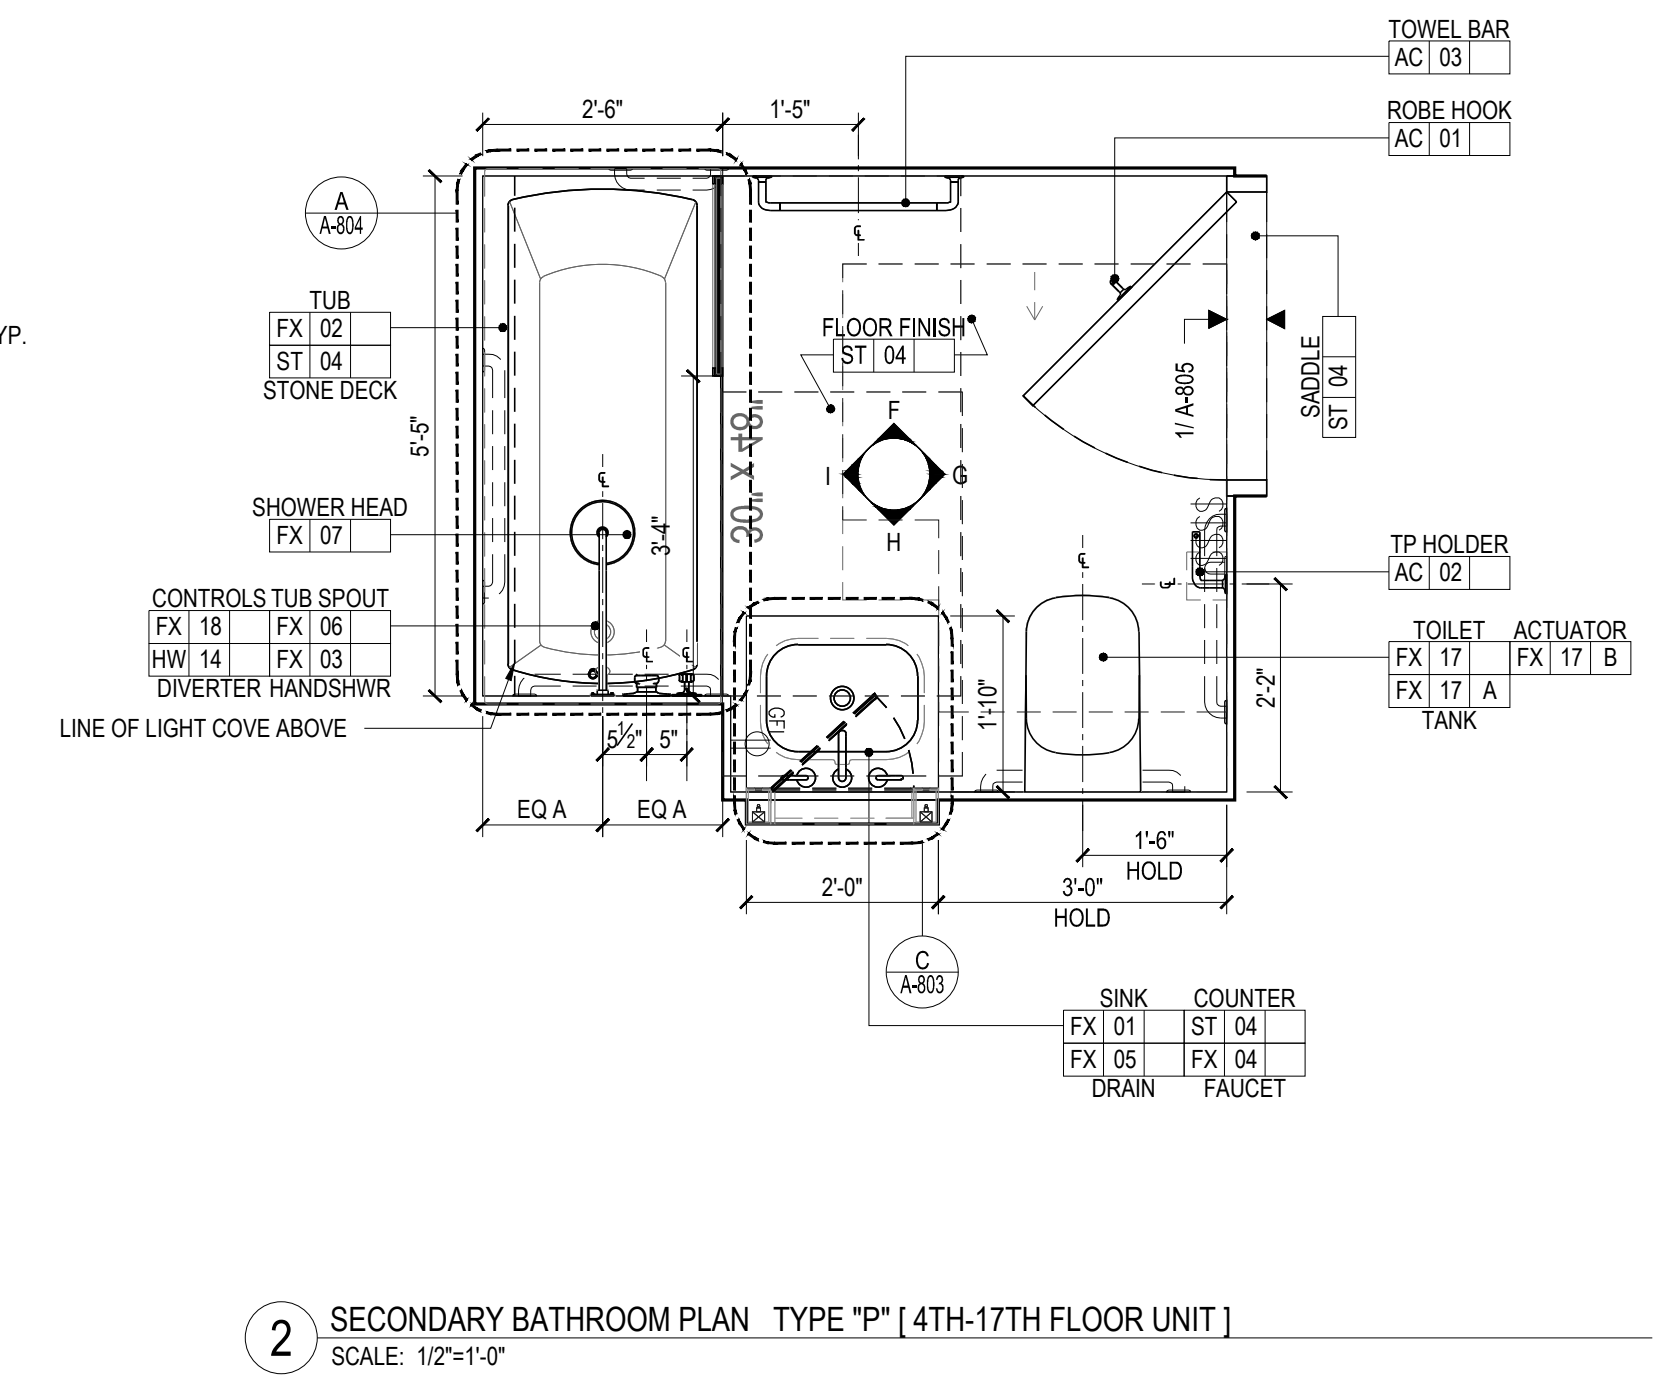 TOWEL BAR
AC 03
ROBE HOOK
AC 01
2'-6"
1'-5"
A
A-804
YP.
TUB
FX 02
ST 04
STONE DECK
5'-5"
FLOOR FINISH
ST 04
1/ A-805
SADDLE
ST 04
30" x 48"
F
I
G
H
SHOWER HEAD
FX 07
3'-4"
TP HOLDER
AC 02
CONTROLS TUB SPOUT
FX 18 FX 06
HW 14 FX 03
DIVERTER HANDSHWR
TOILET ACTUATOR
FX 17 FX 17 B
FX 17 A
TANK
LINE OF LIGHT COVE ABOVE
GFI
1'-10"
2'-2"
5½" 5"
EQ A EQ A
1'-6"
HOLD
2'-0" 3'-0"
HOLD
C
A-803
SINK COUNTER
FX 01 ST 04
FX 05 FX 04
DRAIN FAUCET
2 SECONDARY BATHROOM PLAN TYPE "P" [ 4TH-17TH FLOOR UNIT ]
SCALE: 1/2"=1'-0"